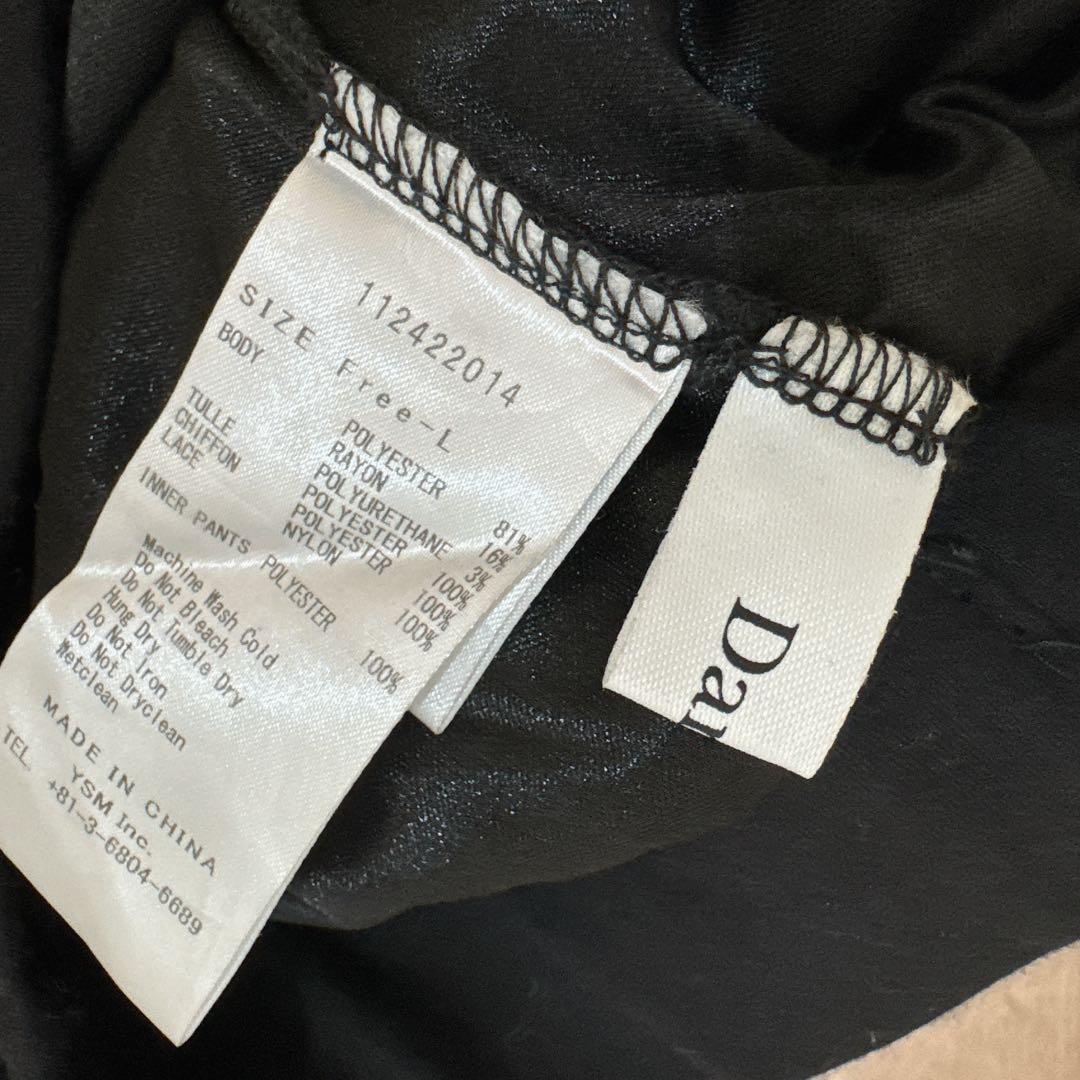 11242014
SIZE Free-L
BODY POLYESTER 81%
RAYON 16%
POLYURETHANE 3%
TULLE POLYESTER 100%
CHIFFON POLYESTER 100%
LACE NYLON 100%
INNER PANTS POLYESTER 100%
Machine Wash Cold
Do Not Bleach
Do Not Tumble Dry
Hung Dry
Do Not Iron
Do Not Dryclean
Wetclean
MADE IN CHINA
YSM Inc.
TEL. +81-3-6804-6689
Da